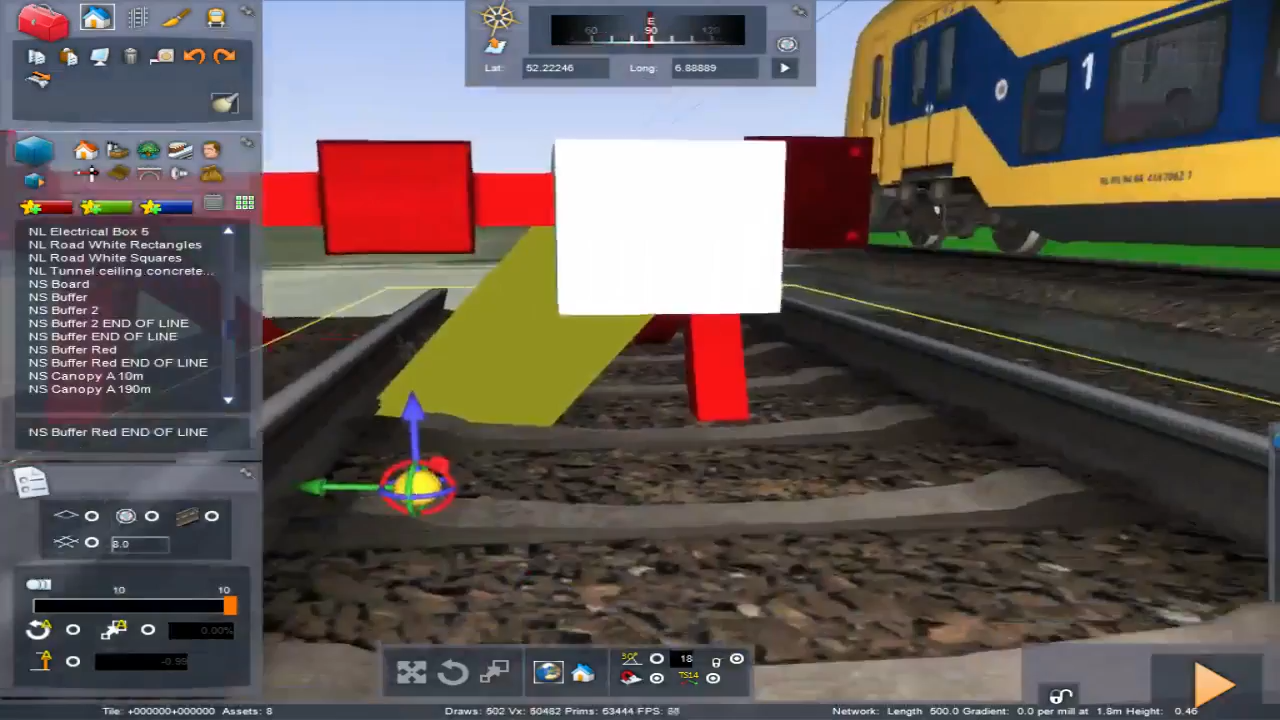 E
60 90 120
Lat: 52.22246 Long: 6.88889
1
NL Electrical Box 5
NL Road White Rectangles
NL Road White Squares
NL Tunnel ceiling concrete...
NS Board
NS Buffer
NS Buffer 2
NS Buffer 2 END OF LINE
NS Buffer END OF LINE
NS Buffer Red
NS Buffer Red END OF LINE
NS Canopy A 10m
NS Canopy A 190m
NS Buffer Red END OF LINE
8.0
10 10
0.00%
-0.99
90° 18
TS14
Tile: +000000+000000 Assets: 8 Draws: 502 Vx: 50482 Prims: 53444 FPS: Network: Length 500.0 Gradient: 0.0 per mill at 1.8m Height: 0.46